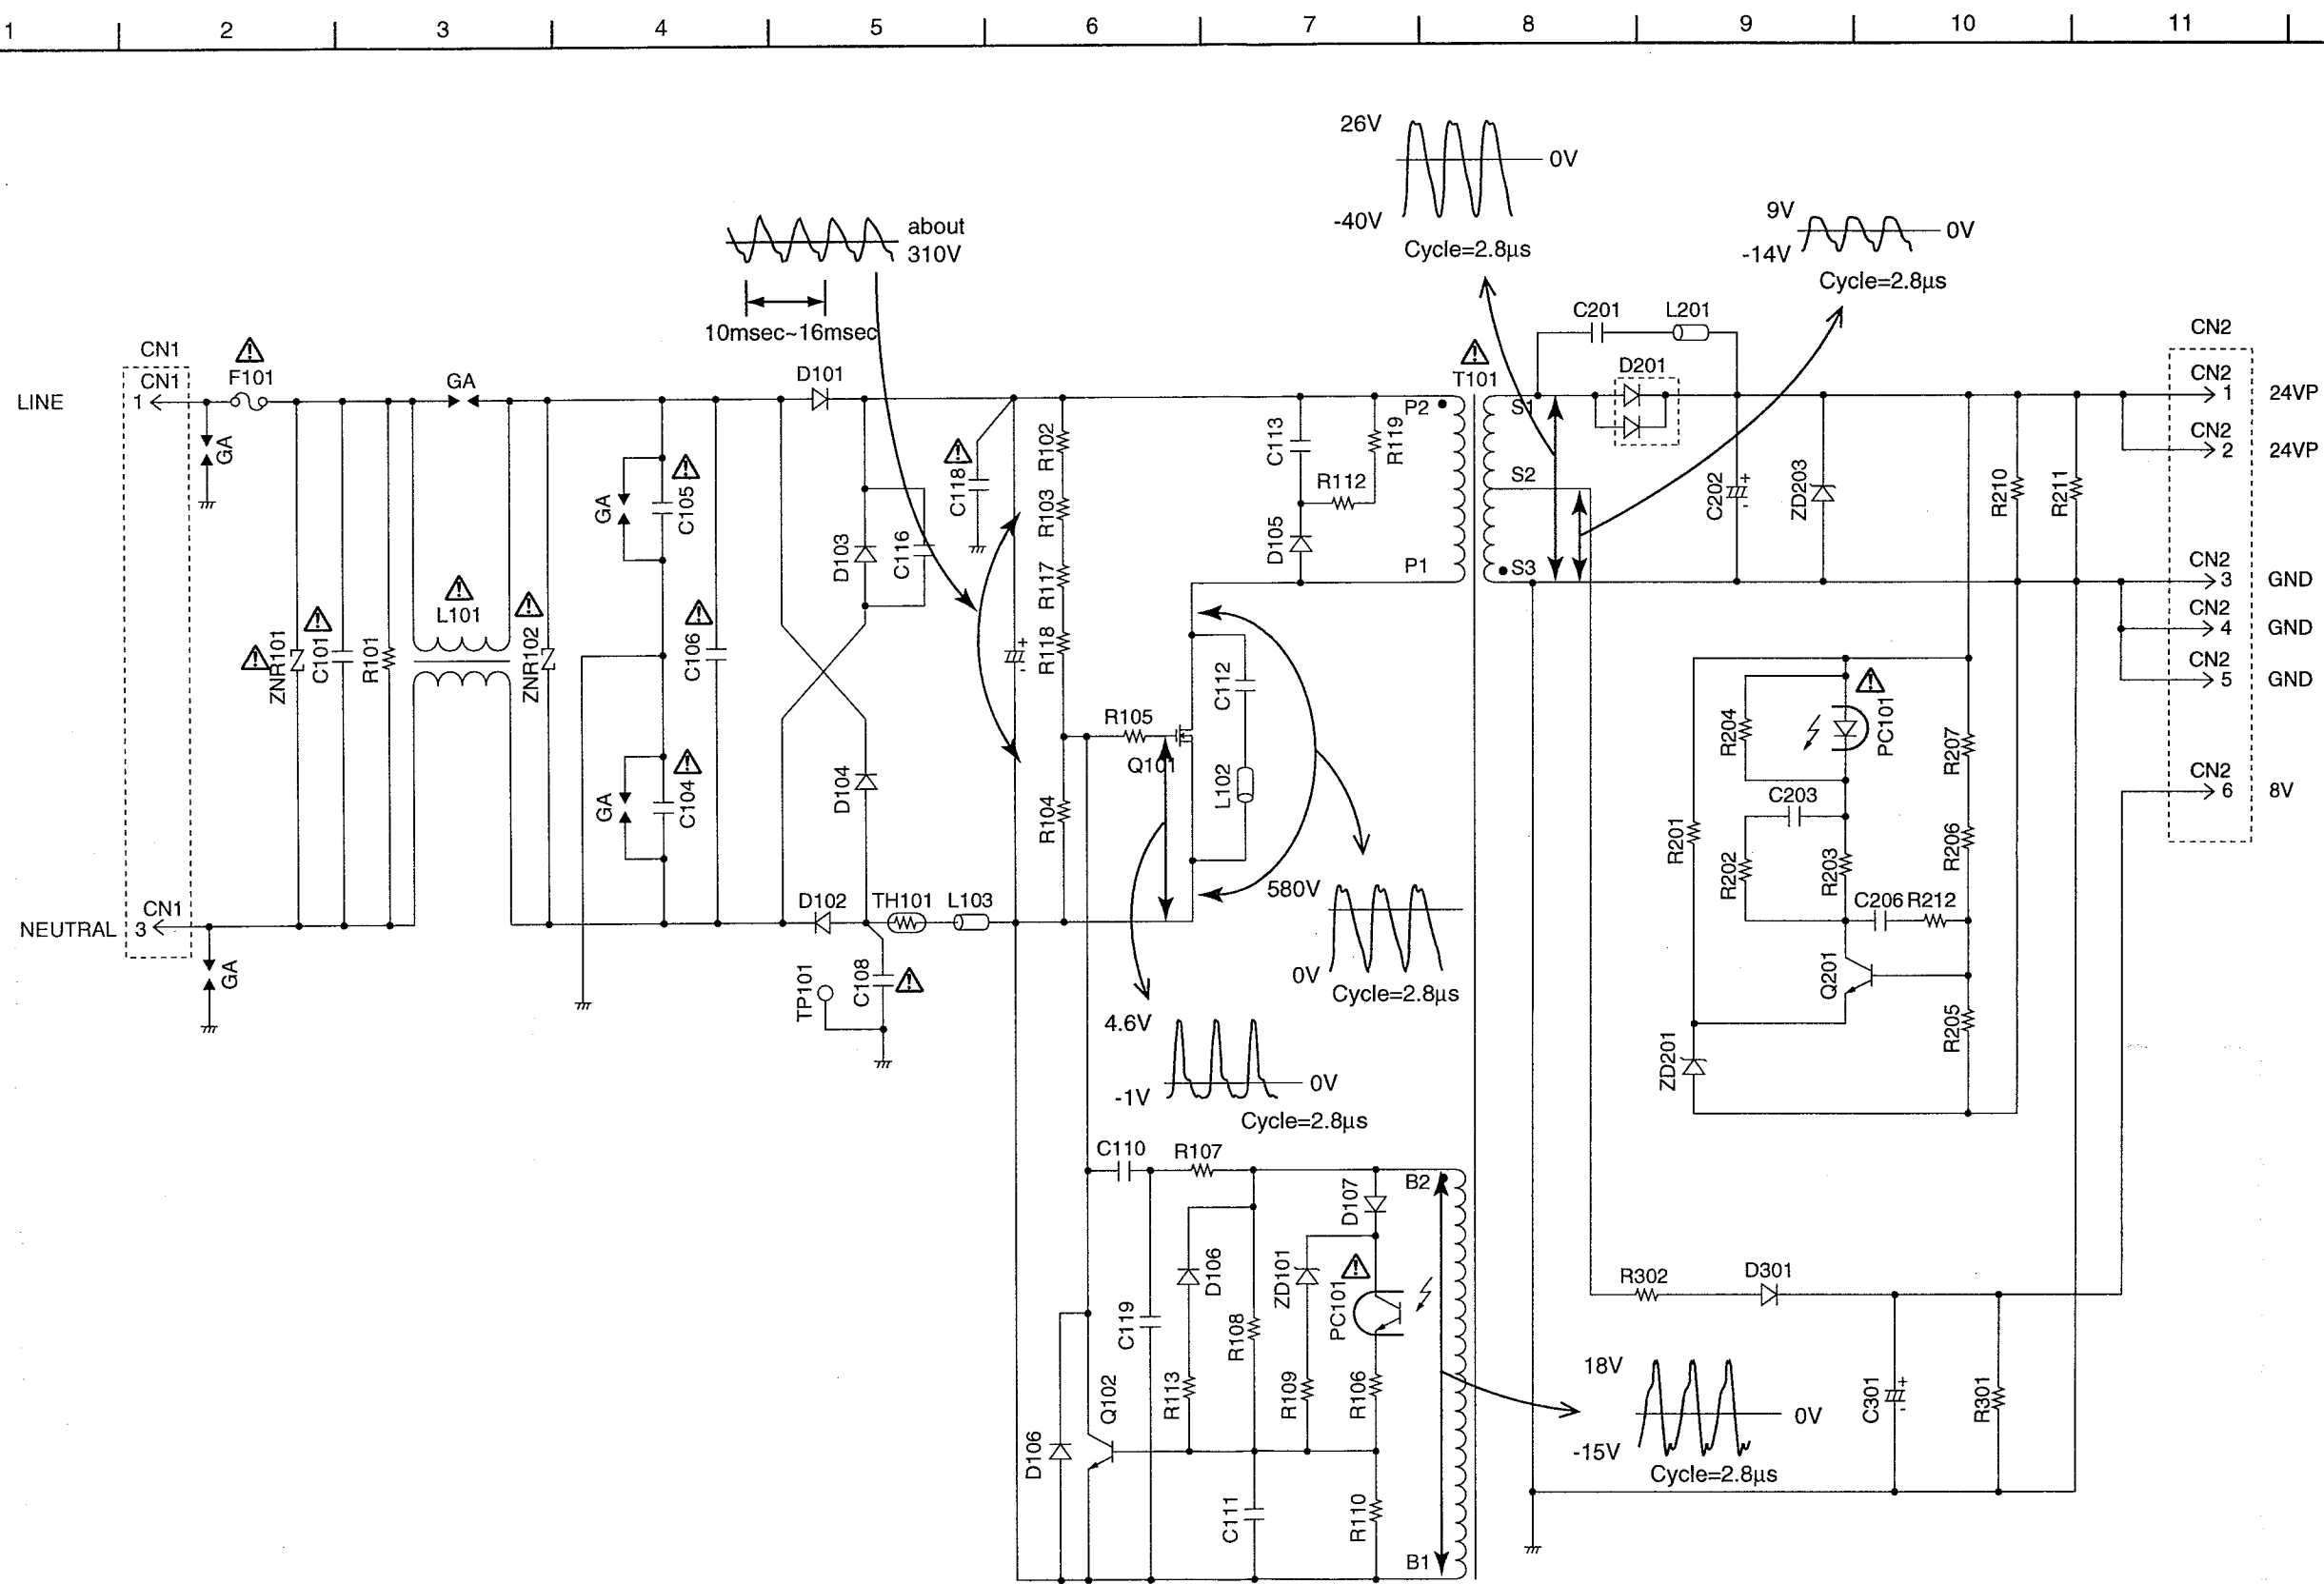 1 2 3 4 5 6 7 8 9 10 11
26V
0V
-40V
Cycle=2.8μs
9V
0V
-14V
Cycle=2.8μs
about
310V
10msec~16msec
C201
L201
CN2
CN1
F101
GA
D101
T101
D201
CN2
LINE
CN1
1
P2
S1
1
24VP
GA
C105
GA
C118
R102
C113
R119
R112
S2
C202
ZD203
R210
R211
CN2
2
24VP
R103
D103
C116
D105
R117
P1
S3
CN2
3
GND
L101
ZNR101
C101
R101
ZNR102
C106
R118
C112
CN2
4
GND
CN2
5
GND
R105
Q101
R204
PC101
R207
GA
C104
D104
R104
L102
C203
CN2
6
8V
R201
R202
R203
R206
580V
0V
Cycle=2.8μs
NEUTRAL
CN1
3
D102
TH101
L103
C206
R212
GA
TP101
C108
Q201
R205
4.6V
-1V
0V
Cycle=2.8μs
ZD201
C110
R107
B2
D107
D106
ZD101
PC101
C119
R108
R302
D301
Q102
R113
R109
R106
18V
0V
-15V
Cycle=2.8μs
C301
R301
D106
C111
R110
B1